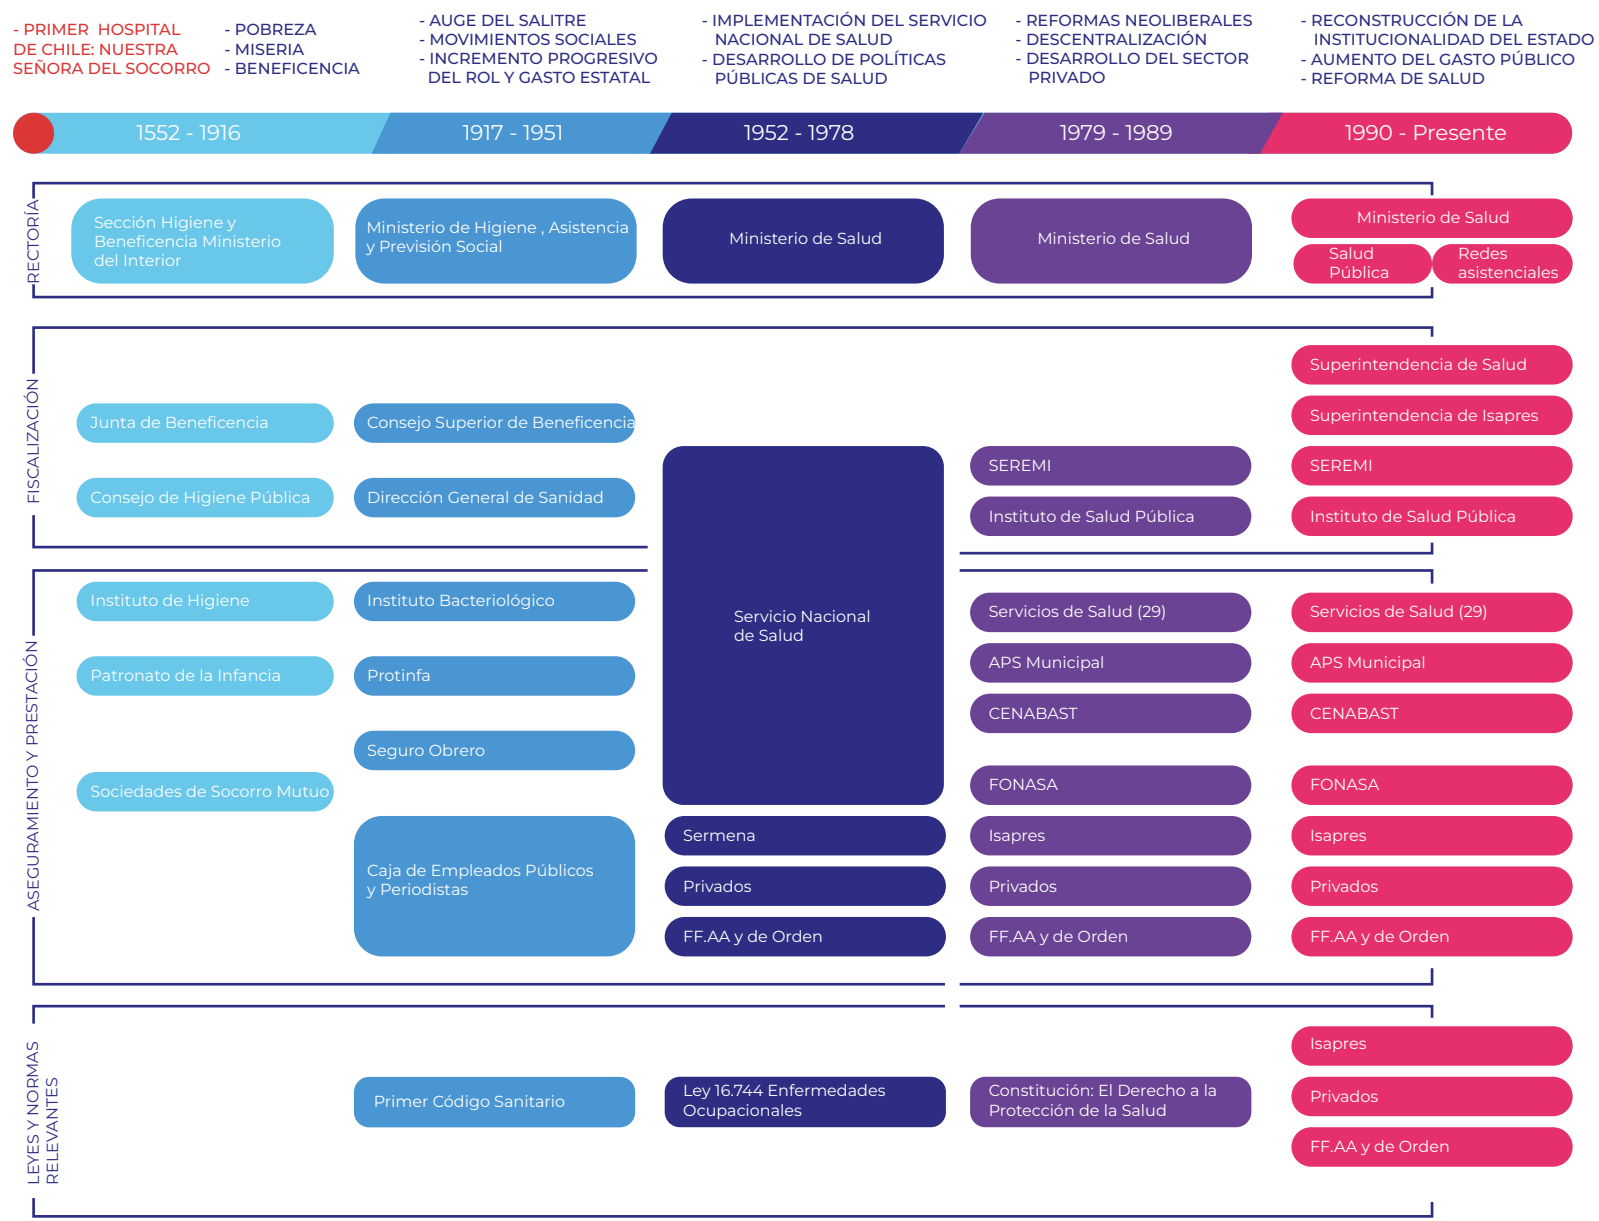 - PRIMER HOSPITAL
DE CHILE: NUESTRA
SEÑORA DEL SOCORRO
- POBREZA
- MISERIA
- BENEFICENCIA
- AUGE DEL SALITRE
- MOVIMIENTOS SOCIALES
- INCREMENTO PROGRESIVO
DEL ROL Y GASTO ESTATAL
- IMPLEMENTACIÓN DEL SERVICIO
NACIONAL DE SALUD
- DESARROLLO DE POLÍTICAS
PÚBLICAS DE SALUD
- REFORMAS NEOLIBERALES
- DESCENTRALIZACIÓN
- DESARROLLO DEL SECTOR
PRIVADO
- RECONSTRUCCIÓN DE LA
INSTITUCIONALIDAD DEL ESTADO
- AUMENTO DEL GASTO PÚBLICO
- REFORMA DE SALUD
1552 - 1916
1917 - 1951
1952 - 1978
1979 - 1989
1990 - Presente
RECTORÍA
Sección Higiene y
Beneficencia Ministerio
del Interior
Ministerio de Higiene , Asistencia
y Previsión Social
Ministerio de Salud
Ministerio de Salud
Ministerio de Salud
Salud
Pública
Redes
asistenciales
FISCALIZACIÓN
Junta de Beneficencia
Consejo de Higiene Pública
Consejo Superior de Beneficencia
Dirección General de Sanidad
SEREMI
Instituto de Salud Pública
Superintendencia de Salud
Superintendencia de Isapres
SEREMI
Instituto de Salud Pública
Servicio Nacional
de Salud
ASEGURAMIENTO Y PRESTACIÓN
Instituto de Higiene
Patronato de la Infancia
Sociedades de Socorro Mutuo
Instituto Bacteriológico
Protinfa
Seguro Obrero
Caja de Empleados Públicos
y Periodistas
Sermena
Privados
FF.AA y de Orden
Servicios de Salud (29)
APS Municipal
CENABAST
FONASA
Isapres
Privados
FF.AA y de Orden
Servicios de Salud (29)
APS Municipal
CENABAST
FONASA
Isapres
Privados
FF.AA y de Orden
LEYES Y NORMAS
RELEVANTES
Primer Código Sanitario
Ley 16.744 Enfermedades
Ocupacionales
Constitución: El Derecho a la
Protección de la Salud
Isapres
Privados
FF.AA y de Orden